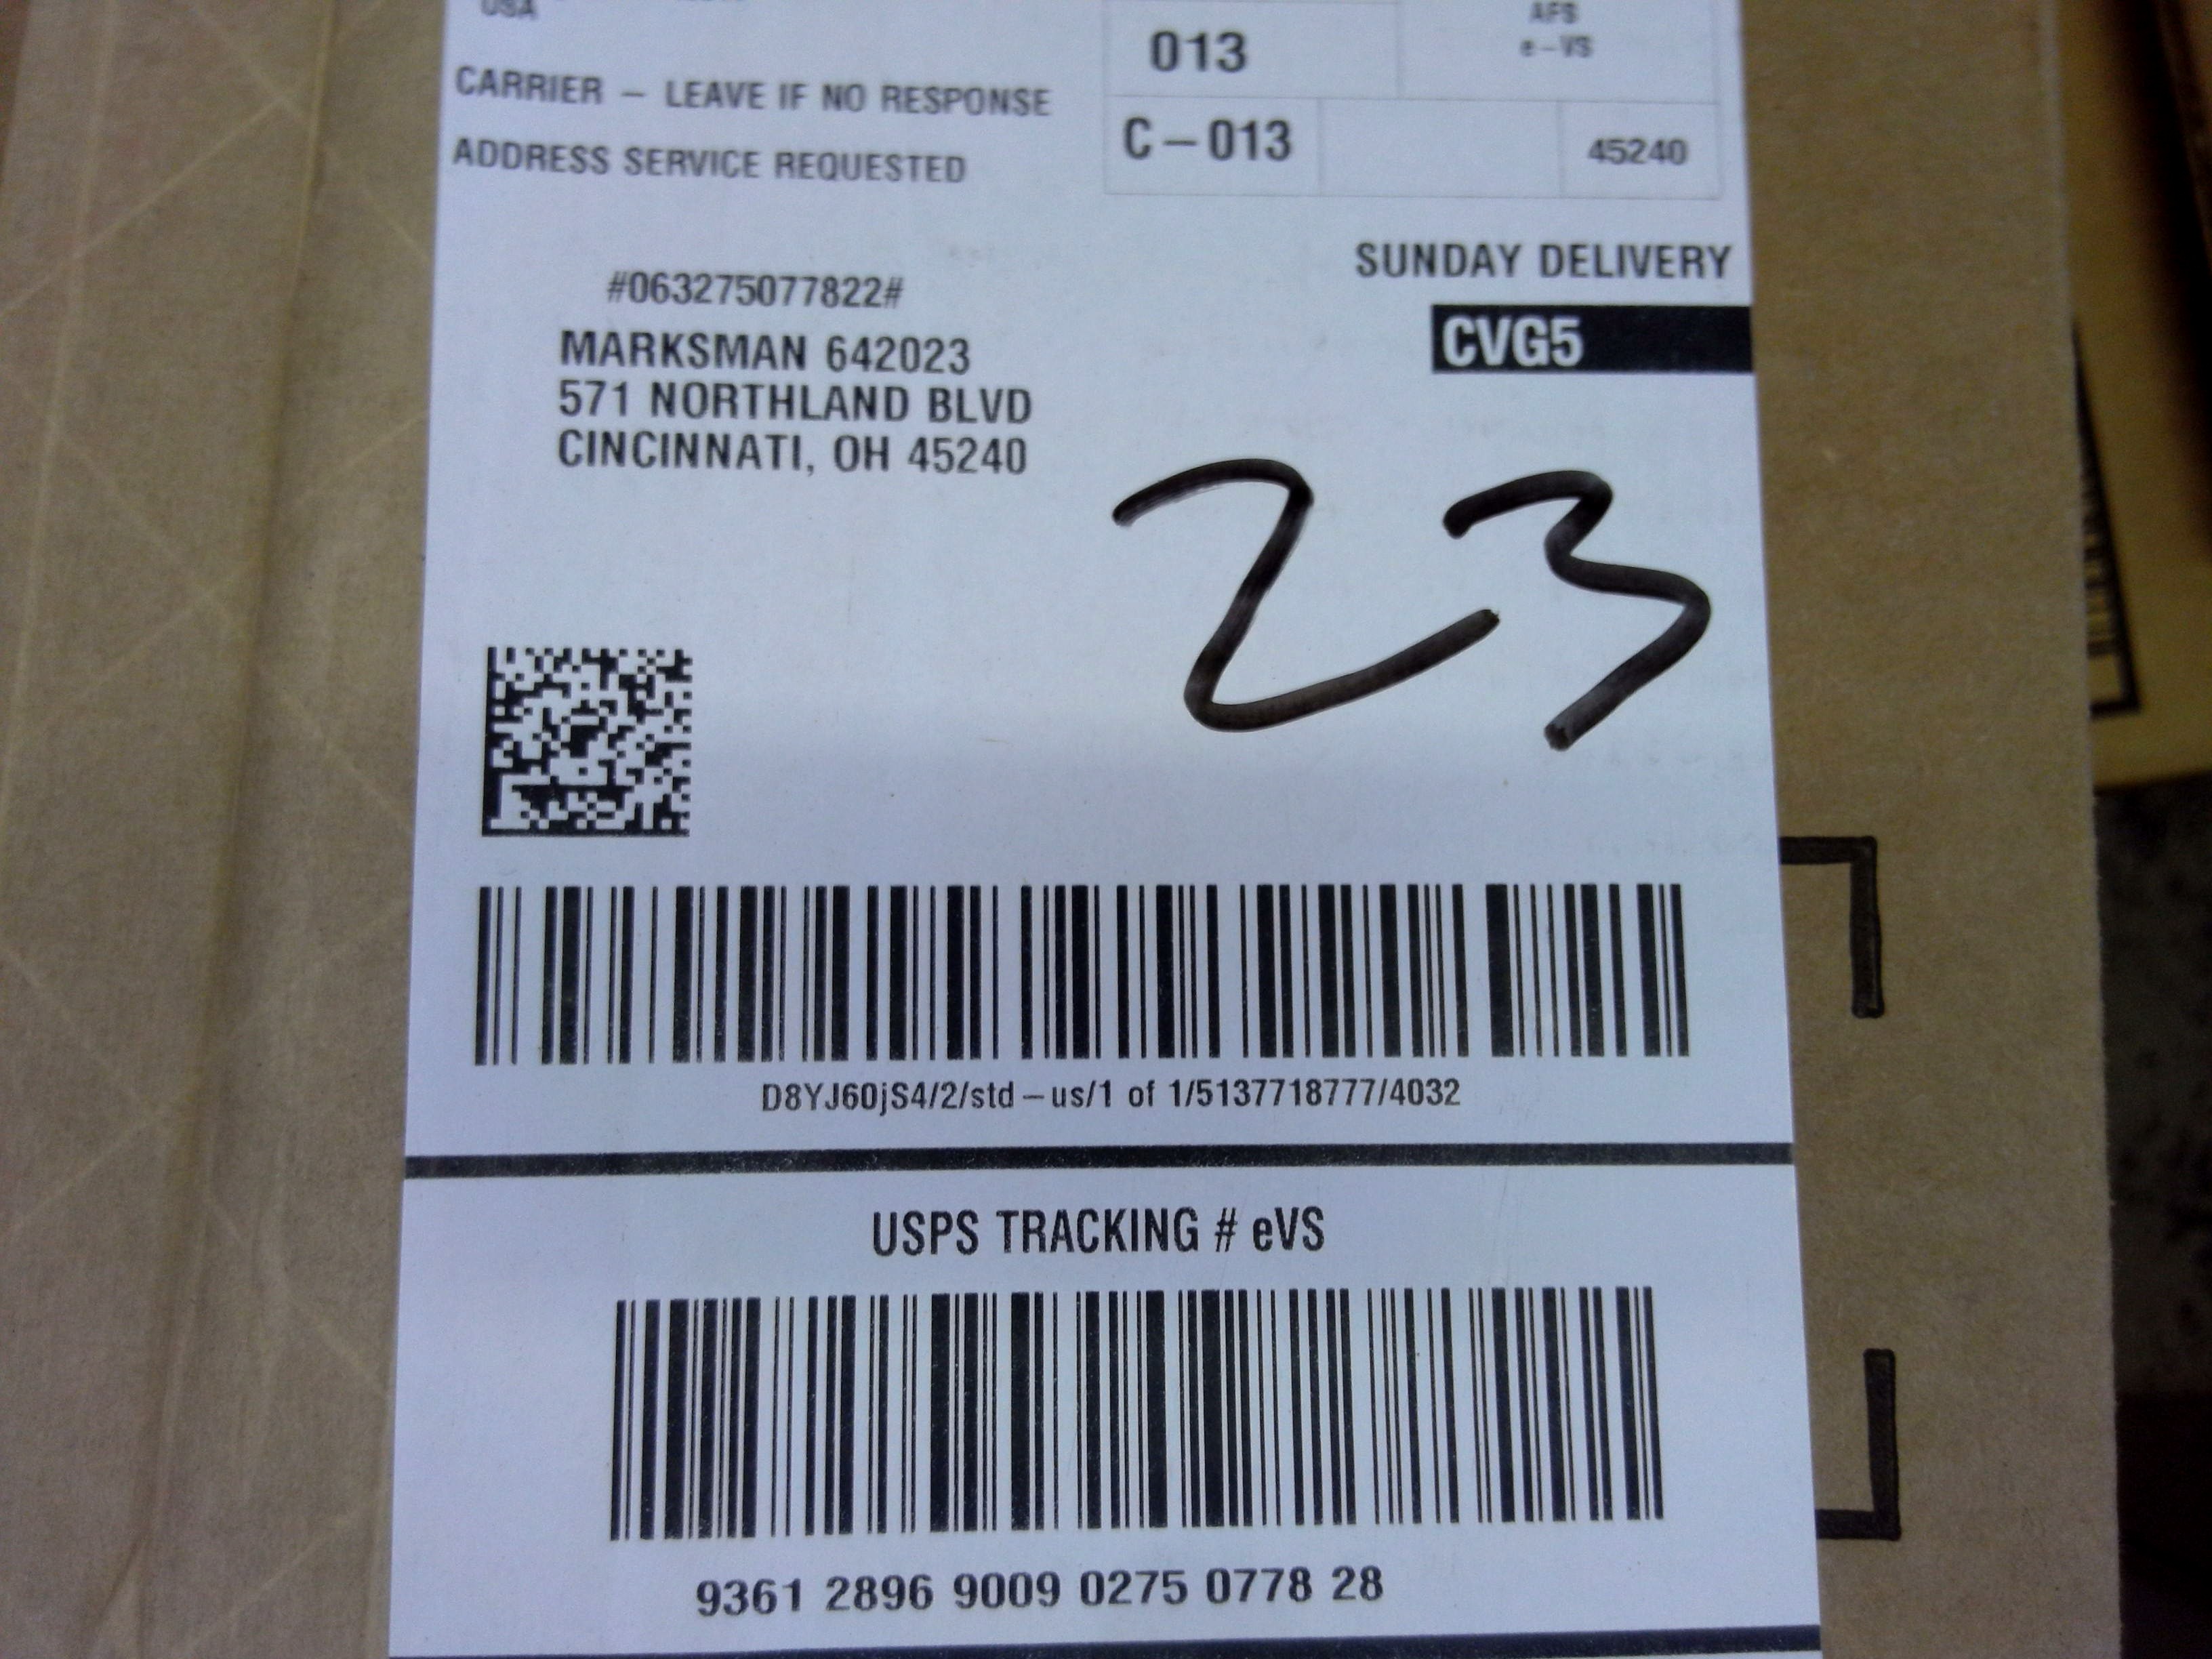 USA
CARRIER – LEAVE IF NO RESPONSE
ADDRESS SERVICE REQUESTED
013
AFS
e-VS
C-013
45240
SUNDAY DELIVERY
CVG5
#063275077822#
MARKSMAN 642023
571 NORTHLAND BLVD
CINCINNATI, OH 45240
23
D8YJ60jS4/2/std-us/1 of 1/5137718777/4032
USPS TRACKING # eVS
9361 2896 9009 0275 0778 28